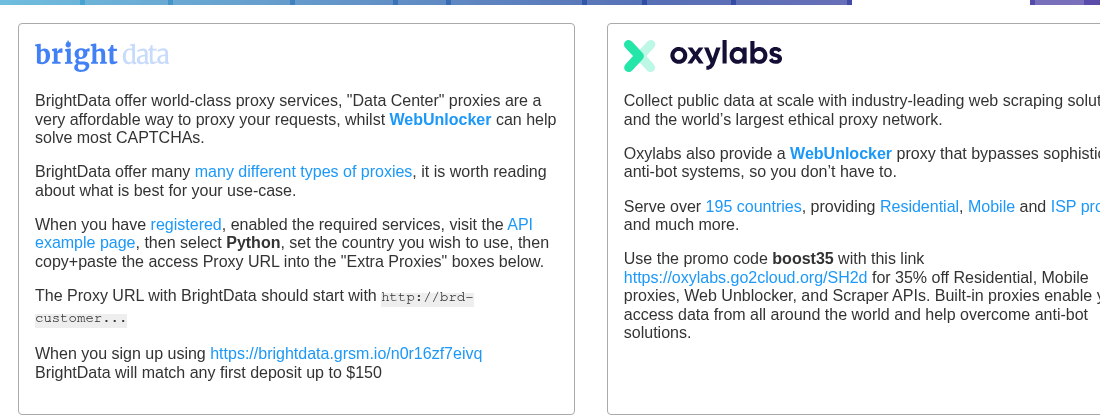 bright data
BrightData offer world-class proxy services, "Data Center" proxies are a
very affordable way to proxy your requests, whilst WebUnlocker can help
solve most CAPTCHAs.
BrightData offer many many different types of proxies, it is worth reading
about what is best for your use-case.
When you have registered, enabled the required services, visit the API
example page, then select Python, set the country you wish to use, then
copy+paste the access Proxy URL into the "Extra Proxies" boxes below.
The Proxy URL with BrightData should start with http://brd-
customer...
When you sign up using https://brightdata.grsm.io/n0r16zf7eivq
BrightData will match any first deposit up to $150
oxylabs
Collect public data at scale with industry-leading web scraping
and the world's largest ethical proxy network.
Oxylabs also provide a WebUnlocker proxy that bypasses
anti-bot systems, so you don't have to.
Serve over 195 countries, providing Residential, Mobile and ISP
and much more.
Use the promo code boost35 with this link
https://oxylabs.go2cloud.org/SH2d for 35% off Residential, Mobile
proxies, Web Unblocker, and Scraper APIs. Built-in proxies enable
access data from all around the world and help overcome anti-bot
solutions.